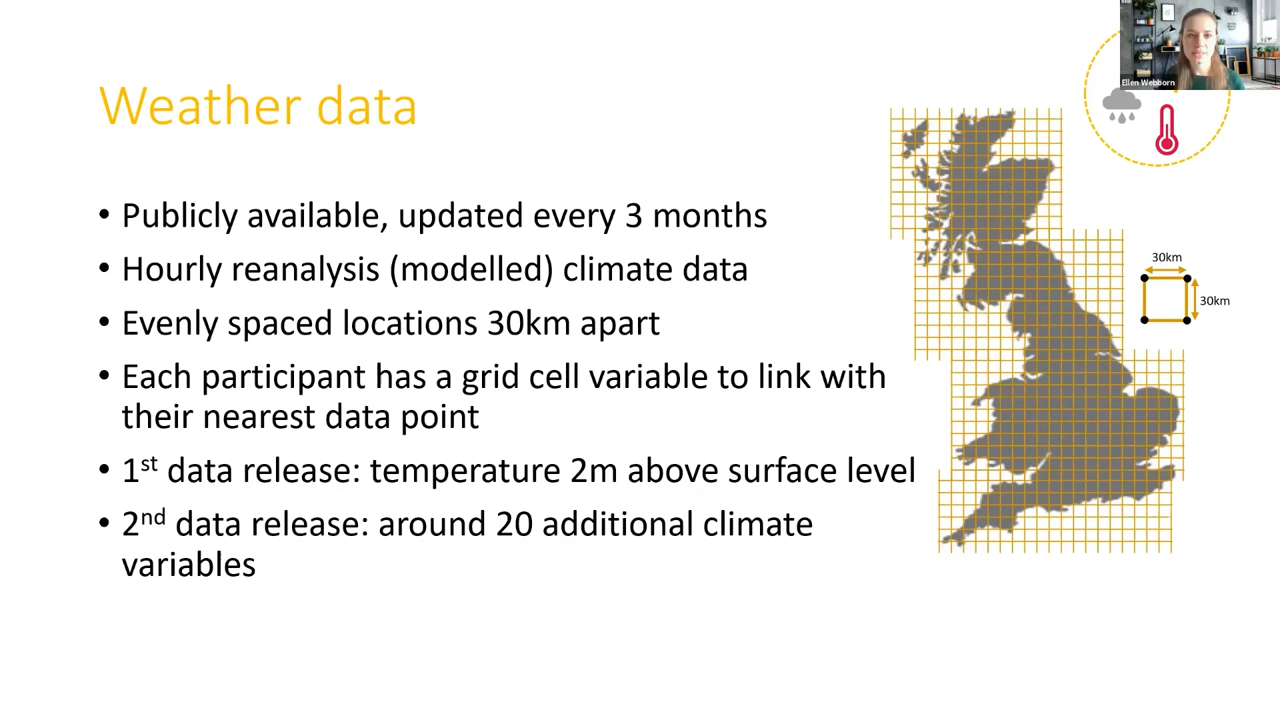 Ellen Webborn
Weather data
• Publicly available, updated every 3 months
• Hourly reanalysis (modelled) climate data
• Evenly spaced locations 30km apart
• Each participant has a grid cell variable to link with
their nearest data point
• 1st data release: temperature 2m above surface level
• 2nd data release: around 20 additional climate
variables
30km
30km